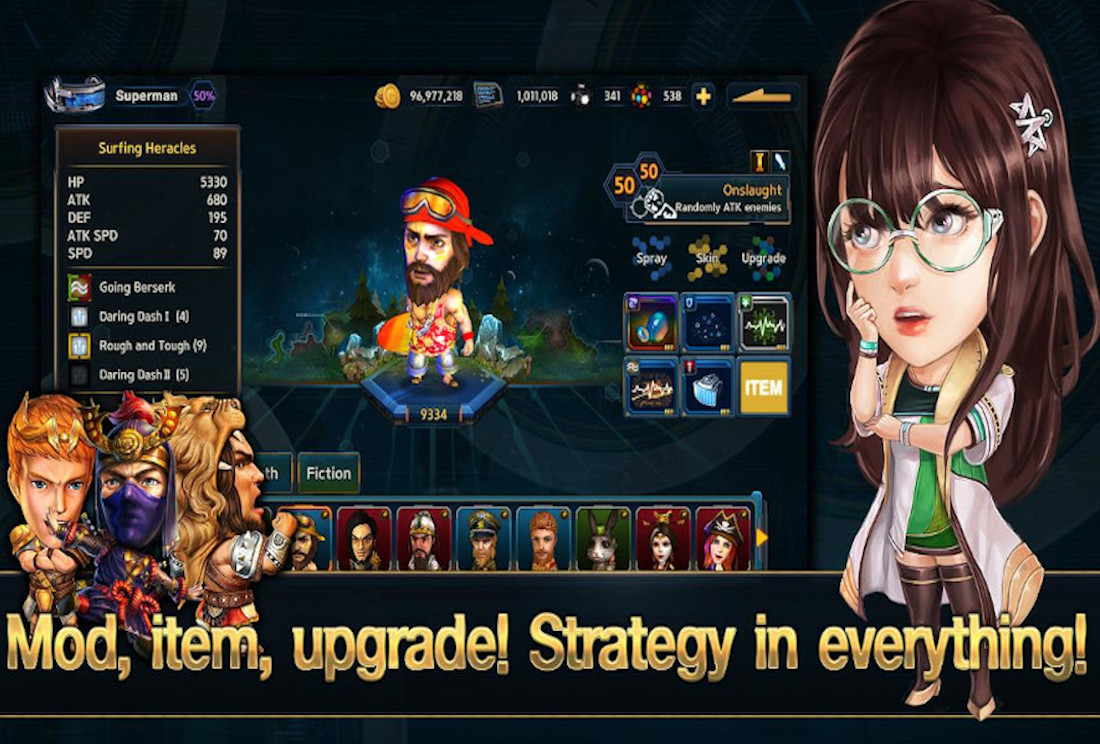 Superman 50%
96,977,218 1,011,018 341 538
Surfing Heracles
HP 5330
ATK 680
DEF 195
ATK SPD 70
SPD 89
Going Berserk
Daring Dash I (4)
Rough and Tough (9)
Daring Dash II (5)
9334
50 50
Onslaught
Randomly ATK enemies
Spray Skin Upgrade
ITEM
th Fiction
Mod, item, upgrade! Strategy in everything!